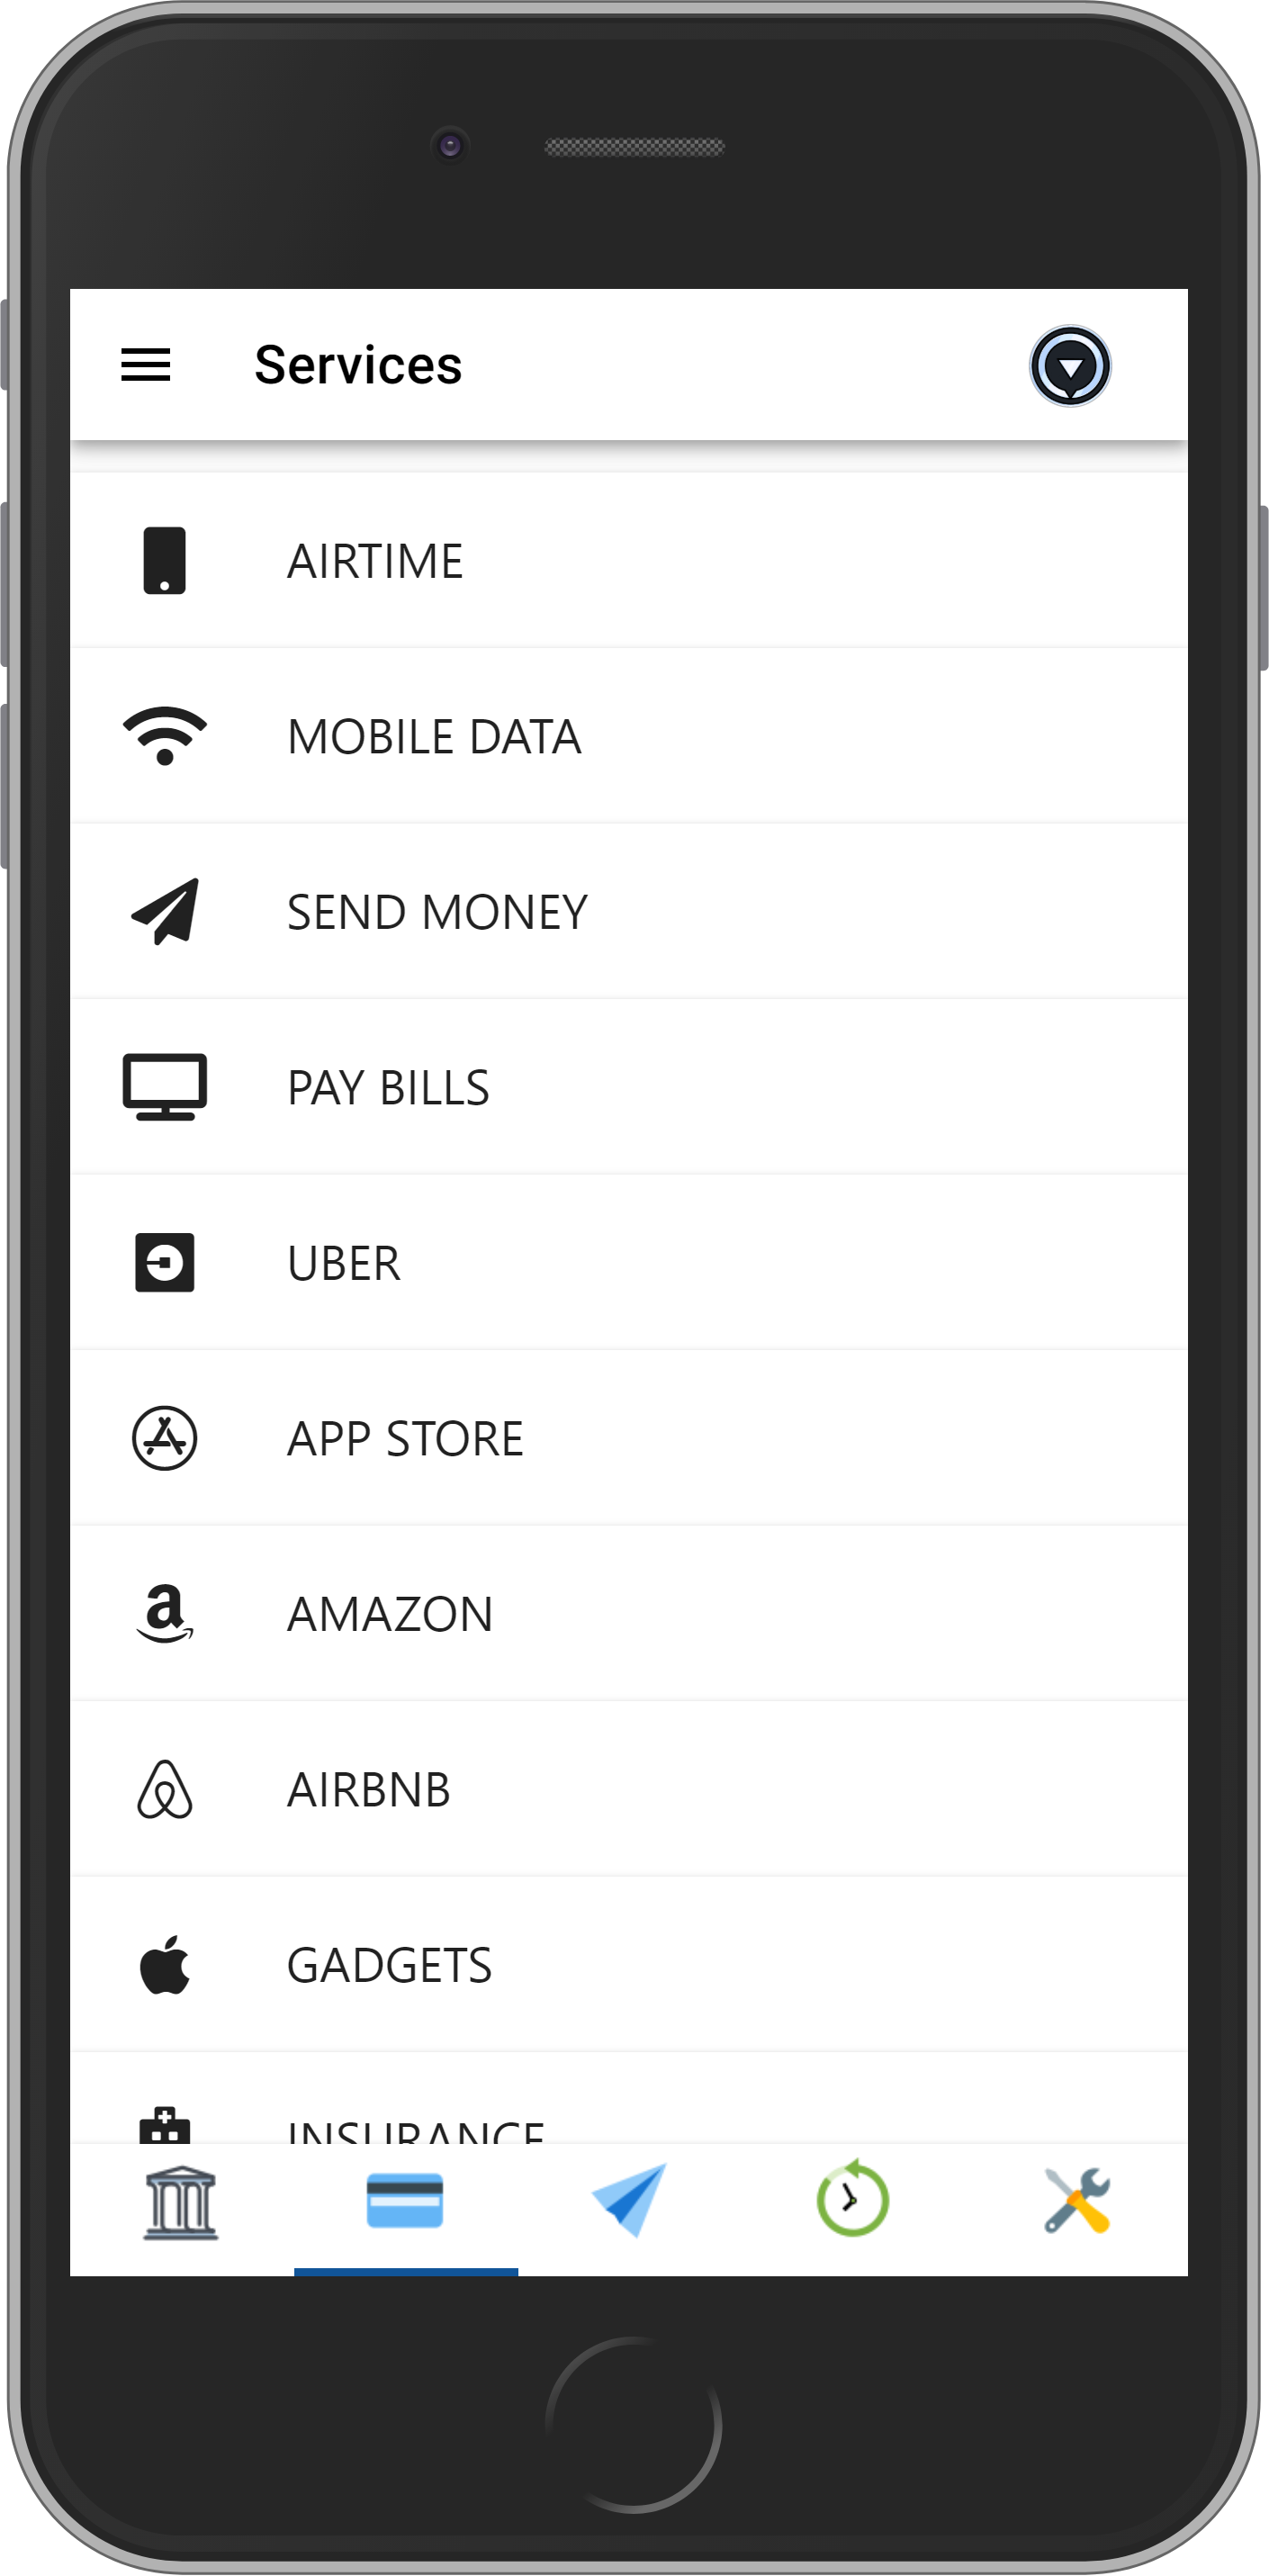 Services
AIRTIME
MOBILE DATA
SEND MONEY
PAY BILLS
UBER
APP STORE
AMAZON
AIRBNB
GADGETS
INSURANCE